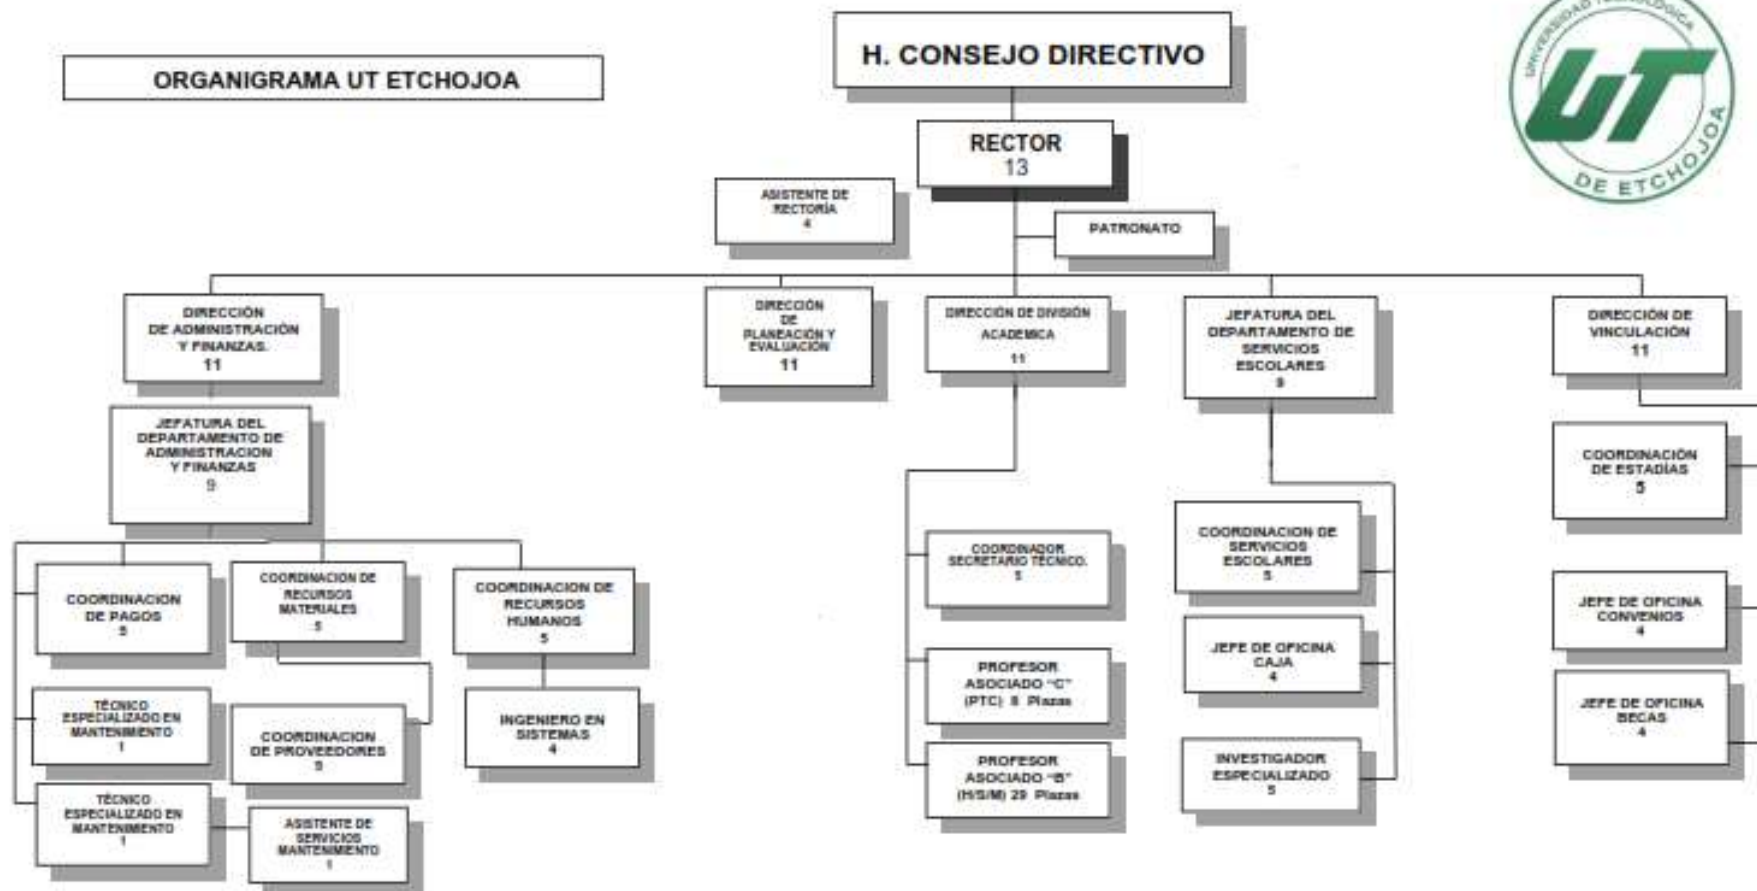 ORGANIGRAMA UT ETCHOJOA
H. CONSEJO DIRECTIVO
UNIVERSIDAD TECNOLÓGICA
UT
DE ETCHOJOA
RECTOR
13
ASISTENTE DE
RECTORÍA
4
PATRONATO
DIRECCIÓN
DE ADMINISTRACIÓN
Y FINANZAS.
11
DIRECCIÓN
DE
PLANEACIÓN Y
EVALUACIÓN
11
DIRECCIÓN DE DIVISIÓN
ACADEMICA
11
JEFATURA DEL
DEPARTAMENTO DE
SERVICIOS
ESCOLARES
9
DIRECCIÓN DE
VINCULACIÓN
11
JEFATURA DEL
DEPARTAMENTO DE
ADMINISTRACION
Y FINANZAS
9
COORDINACION
DE PAGOS
5
COORDINACION DE
RECURSOS
MATERIALES
5
COORDINACION DE
RECURSOS
HUMANOS
5
TÉCNICO
ESPECIALIZADO EN
MANTENIMIENTO
1
COORDINACION
DE PROVEEDORES
5
INGENIERO EN
SISTEMAS
4
TÉCNICO
ESPECIALIZADO EN
MANTENIMIENTO
1
ASISTENTE DE
SERVICIOS
MANTENIMIENTO
1
COORDINADOR
SECRETARIO TÉCNICO.
5
PROFESOR
ASOCIADO "C"
(PTC) 8 Plazas
PROFESOR
ASOCIADO "B"
(H/S/M) 29 Plazas
COORDINACION DE
SERVICIOS
ESCOLARES
5
JEFE DE OFICINA
CAJA
4
INVESTIGADOR
ESPECIALIZADO
5
COORDINACIÓN
DE ESTADÍAS
5
JEFE DE OFICINA
CONVENIOS
4
JEFE DE OFICINA
BECAS
4